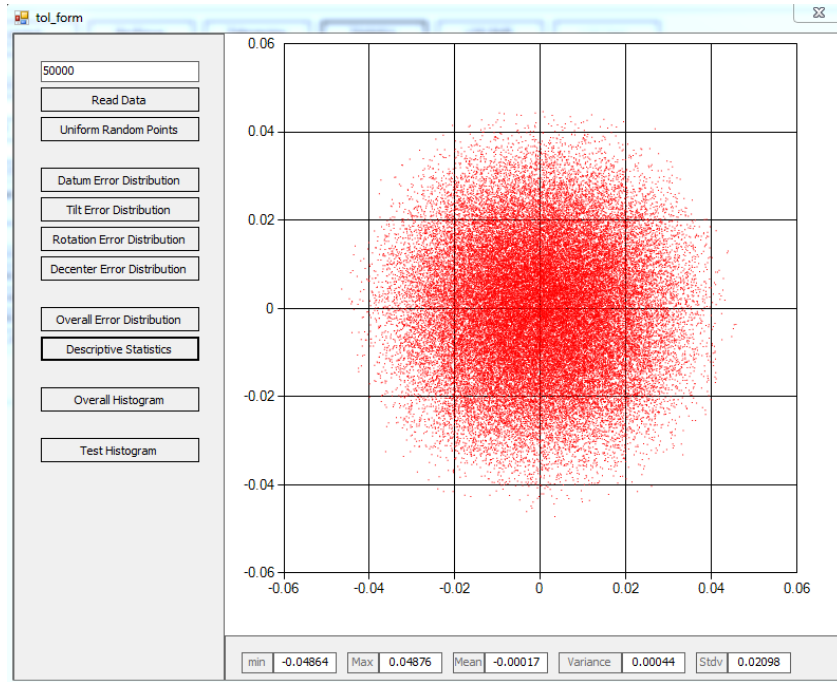 tol_form
50000
Read Data
Uniform Random Points
Datum Error Distribution
Tilt Error Distribution
Rotation Error Distribution
Decenter Error Distribution
Overall Error Distribution
Descriptive Statistics
Overall Histogram
Test Histogram
0.06
0.04
0.02
0
-0.02
-0.04
-0.06
-0.06 -0.04 -0.02 0 0.02 0.04 0.06
min -0.04864 Max 0.04876 Mean -0.00017 Variance 0.00044 Stdv 0.02098